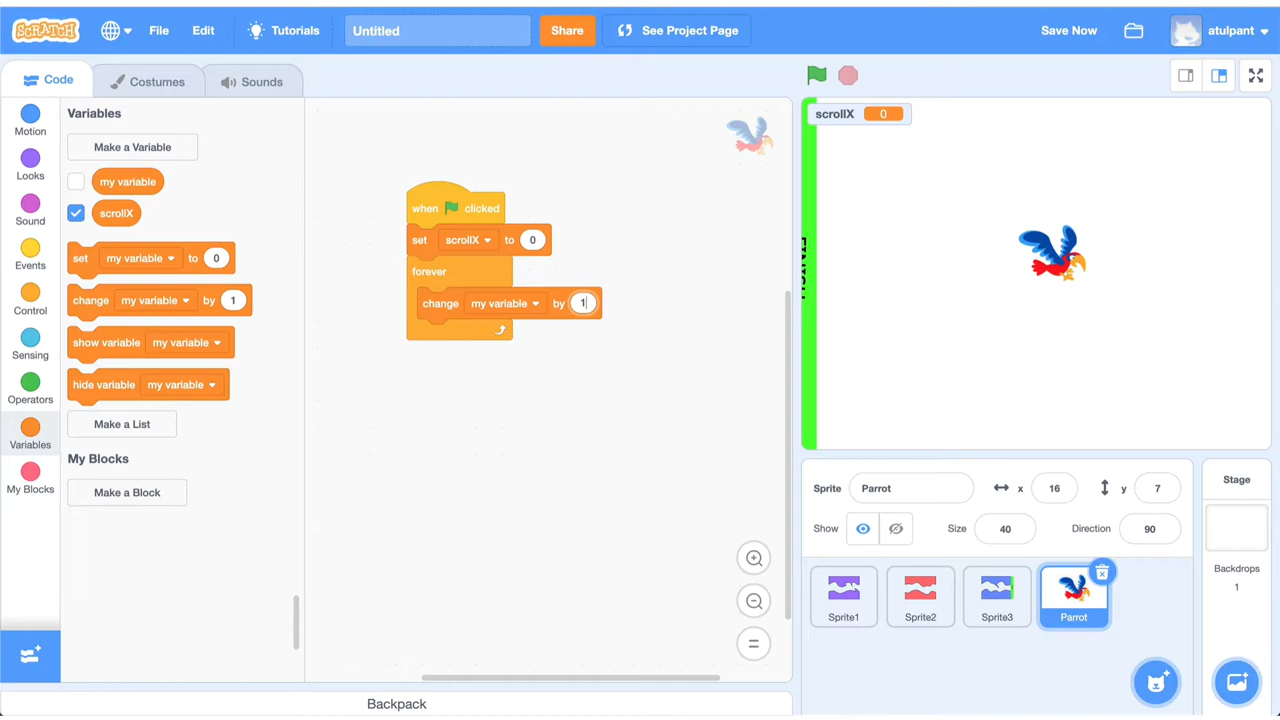 SCRATCH
File
Edit
Tutorials
Untitled
Share
See Project Page
Save Now
atulpant
Code
Costumes
Sounds
Motion
Looks
Sound
Events
Control
Sensing
Operators
Variables
My Blocks
Variables
Make a Variable
my variable
scrollX
set my variable to 0
change my variable by 1
show variable my variable
hide variable my variable
Make a List
My Blocks
Make a Block
when clicked
set scrollX to 0
forever
change my variable by 1
Backpack
scrollX 0
FINISH
Sprite Parrot x 16 y 7
Show Size 40 Direction 90
Sprite1
Sprite2
Sprite3
Parrot
Stage
Backdrops
1